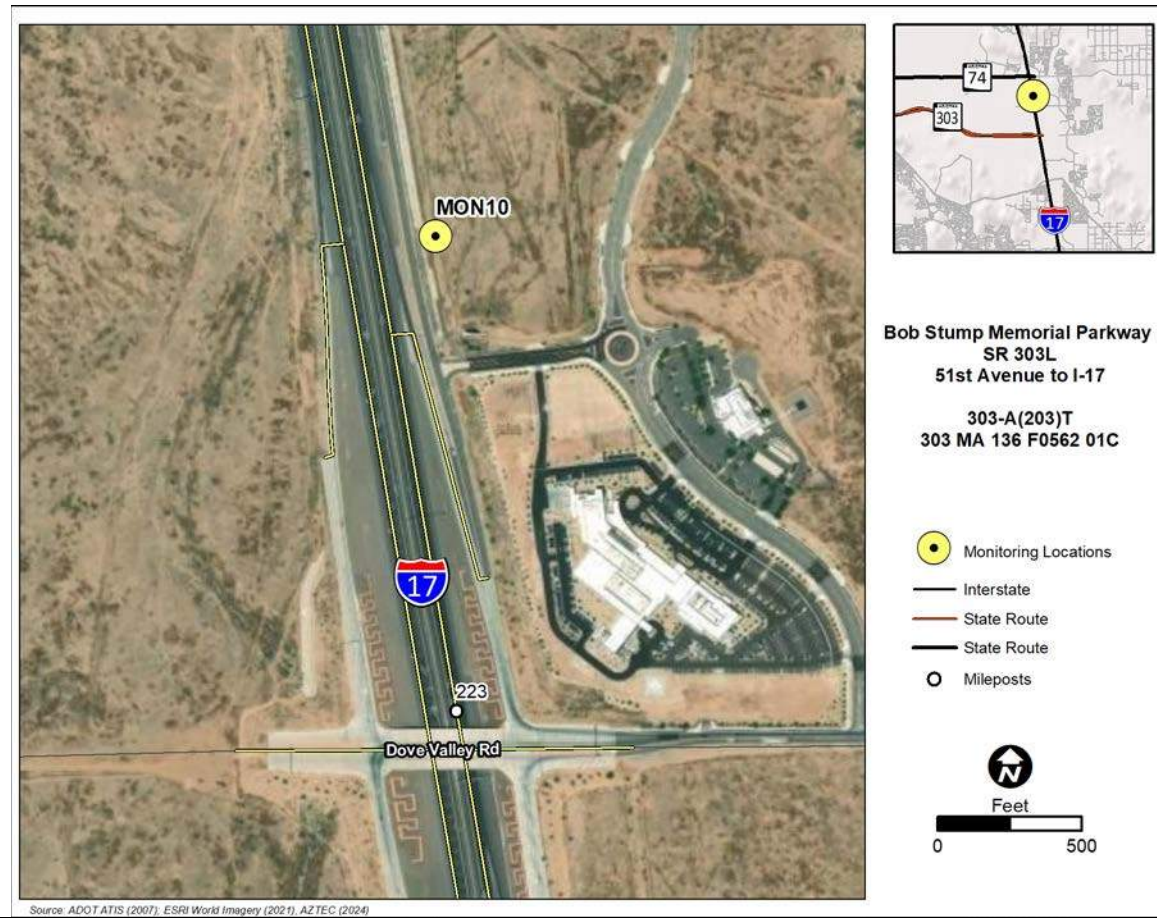 MON10
17
223
Dove Valley Rd
Source: ADOT ATIS (2007); ESRI World Imagery (2021), AZTEC (2024)
ARIZONA
74
ARIZONA
303
17
Bob Stump Memorial Parkway
SR 303L
51st Avenue to I-17
303-A(203)T
303 MA 136 F0562 01C
Monitoring Locations
Interstate
State Route
State Route
Mileposts
N
Feet
0 500